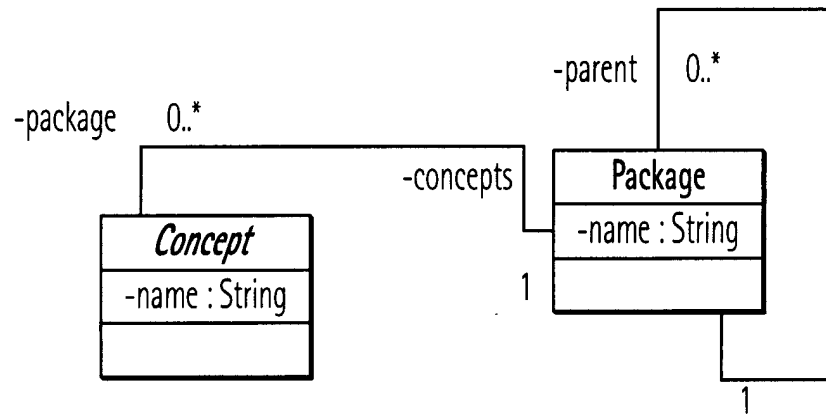 -parent 0..*
-package 0..*
-concepts
Package
-name : String
1
Concept
-name : String
1